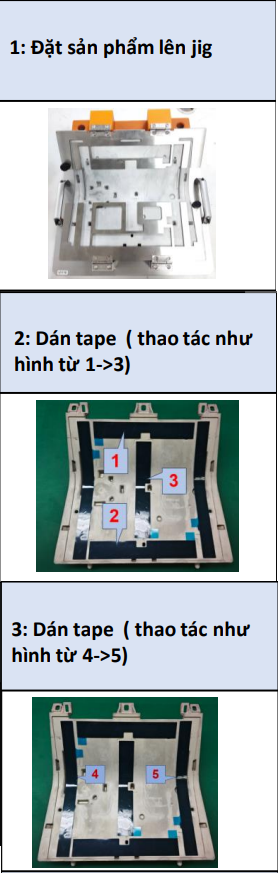 1: Đặt sản phẩm lên jig
2: Dán tape ( thao tác như
hình từ 1->3)
1
3
2
3: Dán tape ( thao tác như
hình từ 4->5)
4
5